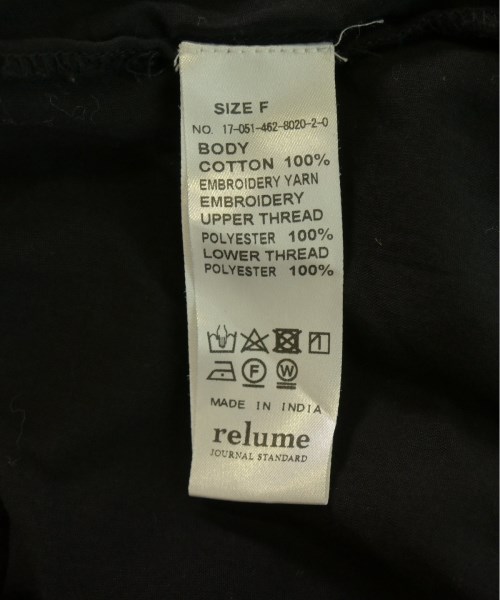 SIZE F
NO. 17-051-462-8020-2-0
BODY
COTTON 100%
EMBROIDERY YARN
EMBROIDERY
UPPER THREAD
POLYESTER 100%
LOWER THREAD
POLYESTER 100%
F W
MADE IN INDIA
relume
JOURNAL STANDARD